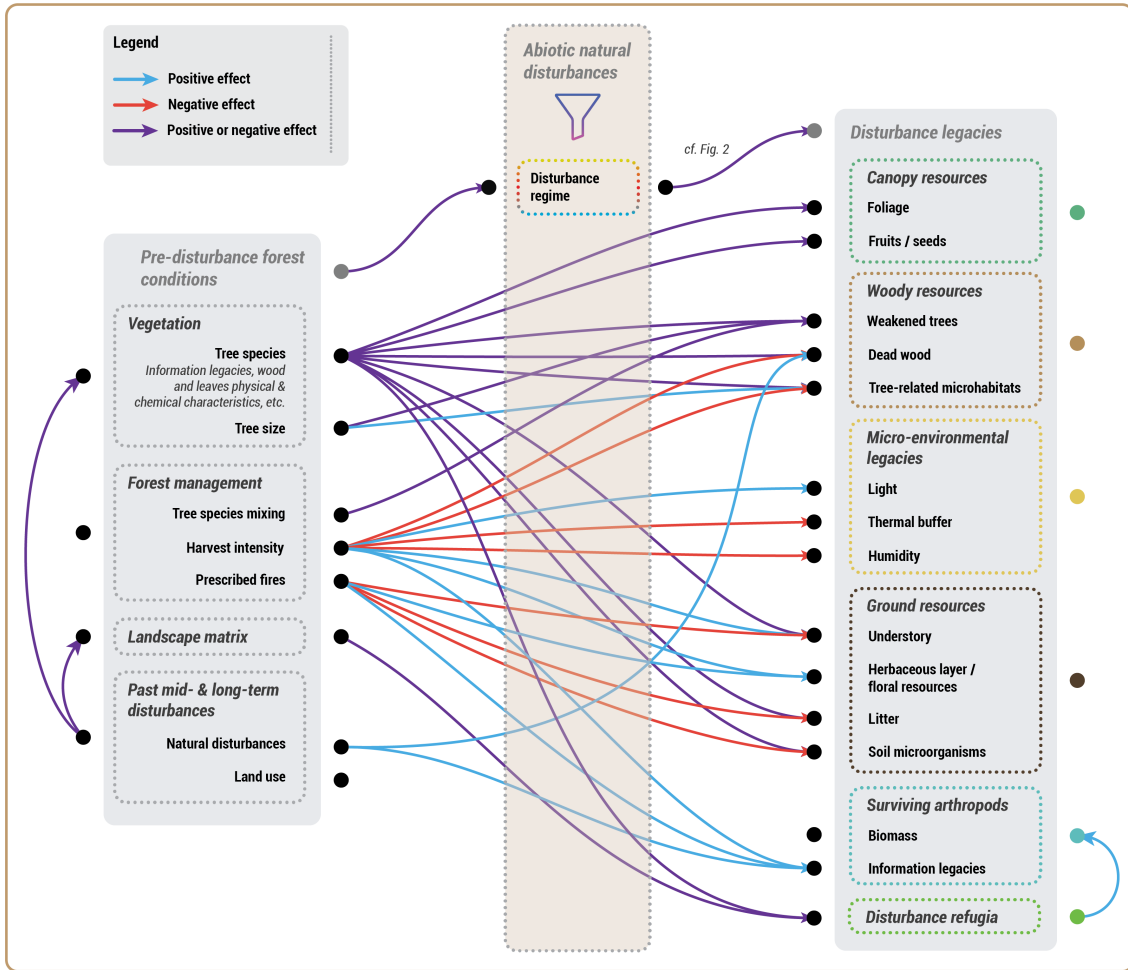 Legend
Positive effect
Negative effect
Positive or negative effect
Abiotic natural
disturbances
cf. Fig. 2
Disturbance
regime
Pre-disturbance forest
conditions
Vegetation
Tree species
Information legacies, wood
and leaves physical &
chemical characteristics, etc.
Tree size
Forest management
Tree species mixing
Harvest intensity
Prescribed fires
Landscape matrix
Past mid- & long-term
disturbances
Natural disturbances
Land use
Disturbance legacies
Canopy resources
Foliage
Fruits / seeds
Woody resources
Weakened trees
Dead wood
Tree-related microhabitats
Micro-environmental
legacies
Light
Thermal buffer
Humidity
Ground resources
Understory
Herbaceous layer /
floral resources
Litter
Soil microorganisms
Surviving arthropods
Biomass
Information legacies
Disturbance refugia